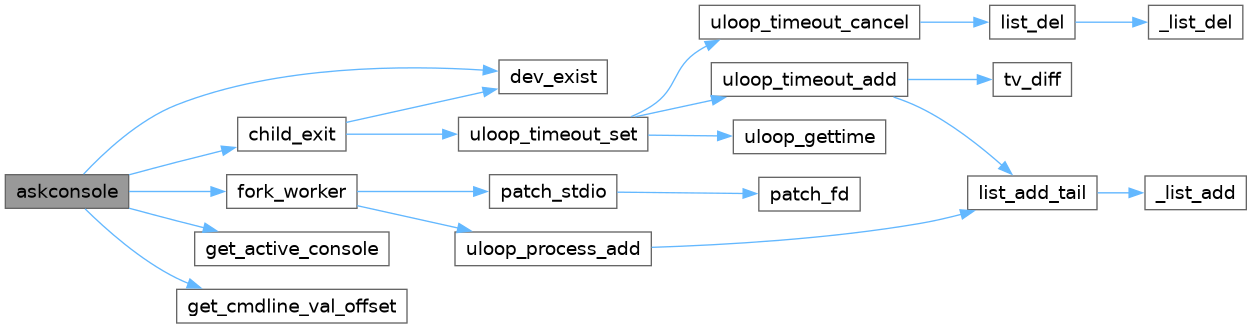 askconsole
dev_exist
child_exit
fork_worker
get_active_console
get_cmdline_val_offset
uloop_timeout_set
patch_stdio
uloop_process_add
uloop_timeout_cancel
uloop_timeout_add
uloop_gettime
patch_fd
list_del
tv_diff
list_add_tail
_list_del
_list_add